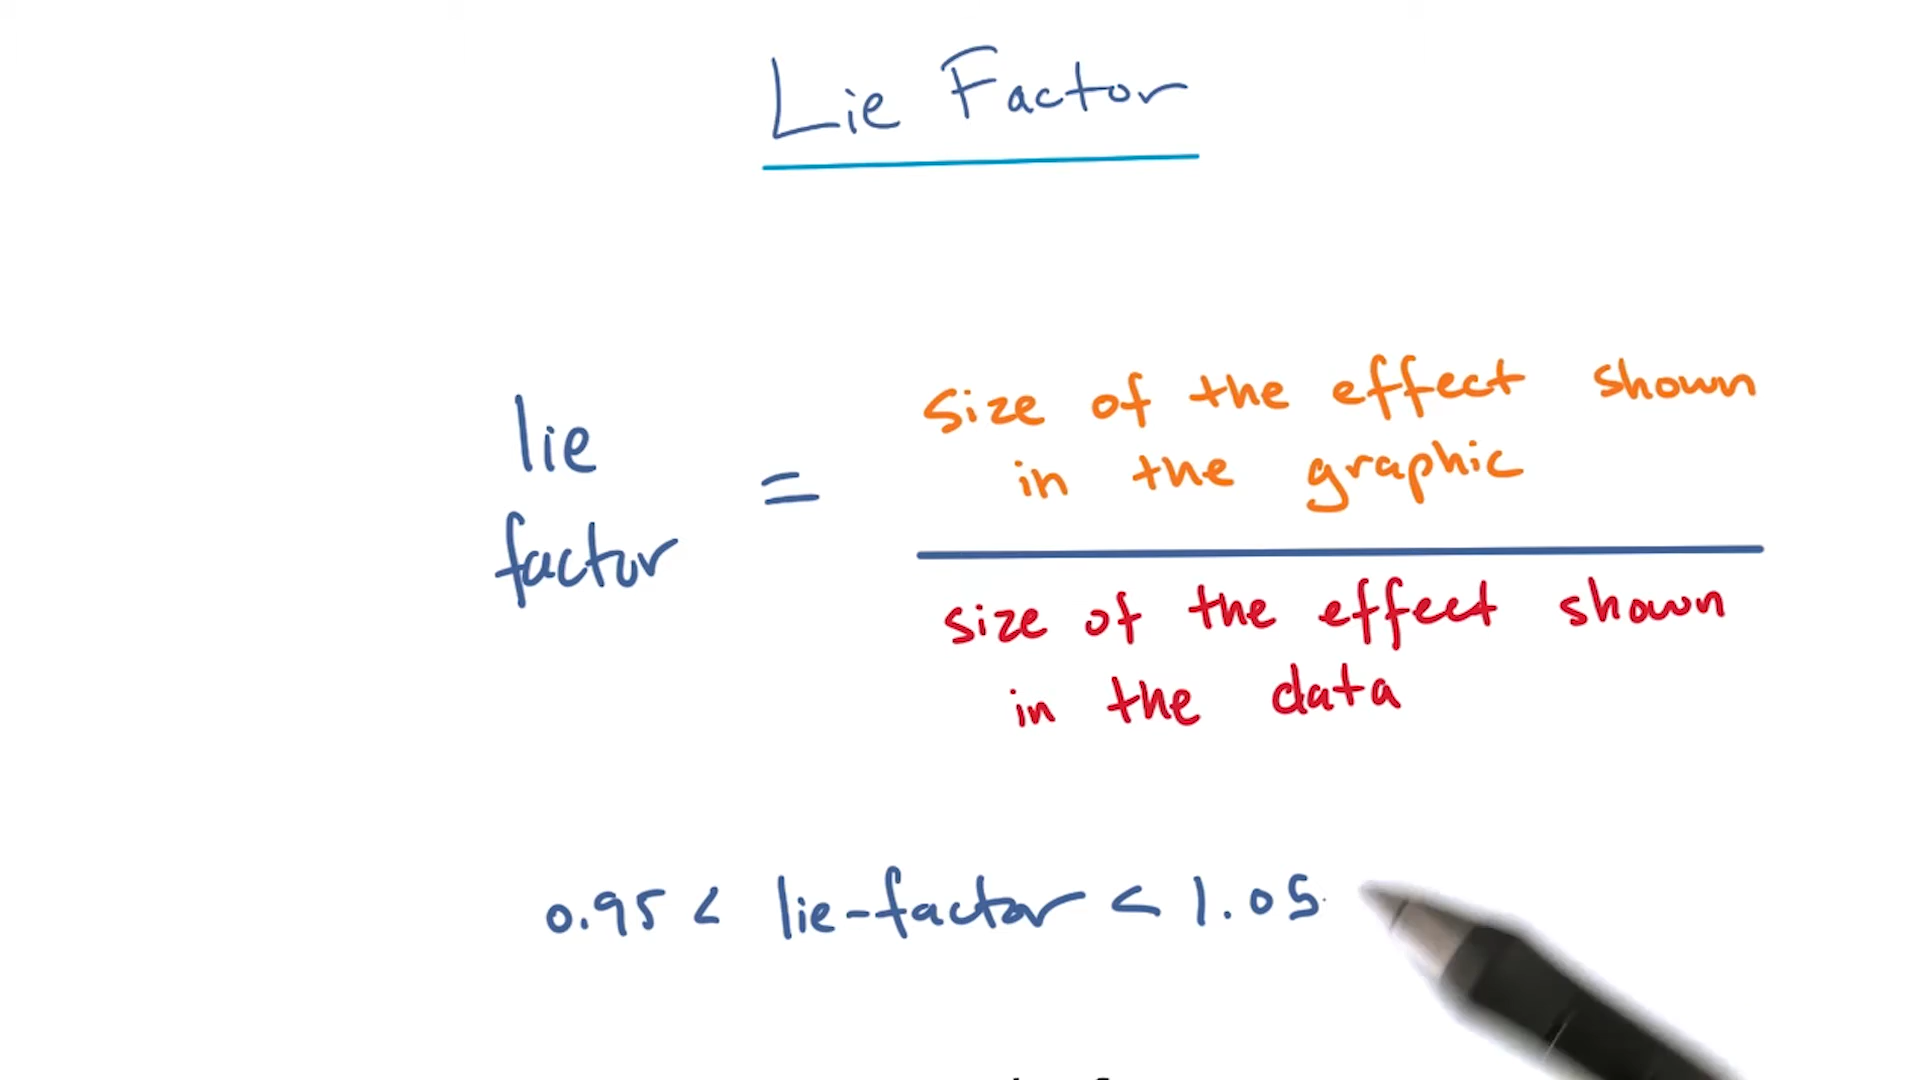 Lie Factor
lie
factor
=
size of the effect shown
in the graphic
size of the effect shown
in the data
0.95 < lie-factor < 1.05